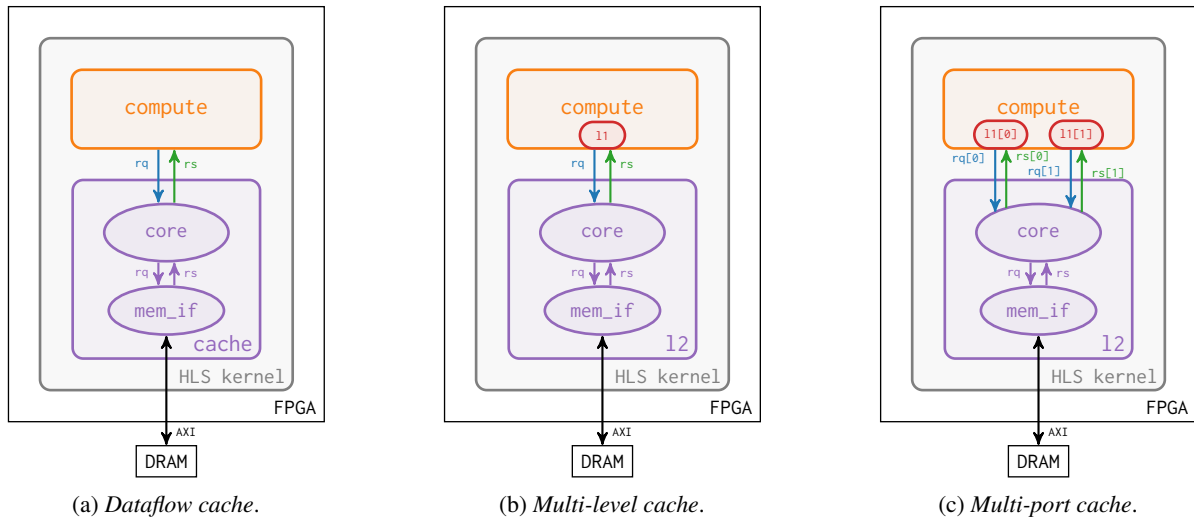 compute
rq
rs
core
rq
rs
mem_if
cache
HLS kernel
FPGA
AXI
DRAM
(a) Dataflow cache.
compute
l1
rq
rs
core
rq
rs
mem_if
l2
HLS kernel
FPGA
AXI
DRAM
(b) Multi-level cache.
compute
l1[0]
l1[1]
rq[0]
rs[0]
rq[1]
rs[1]
core
rq
rs
mem_if
l2
HLS kernel
FPGA
AXI
DRAM
(c) Multi-port cache.